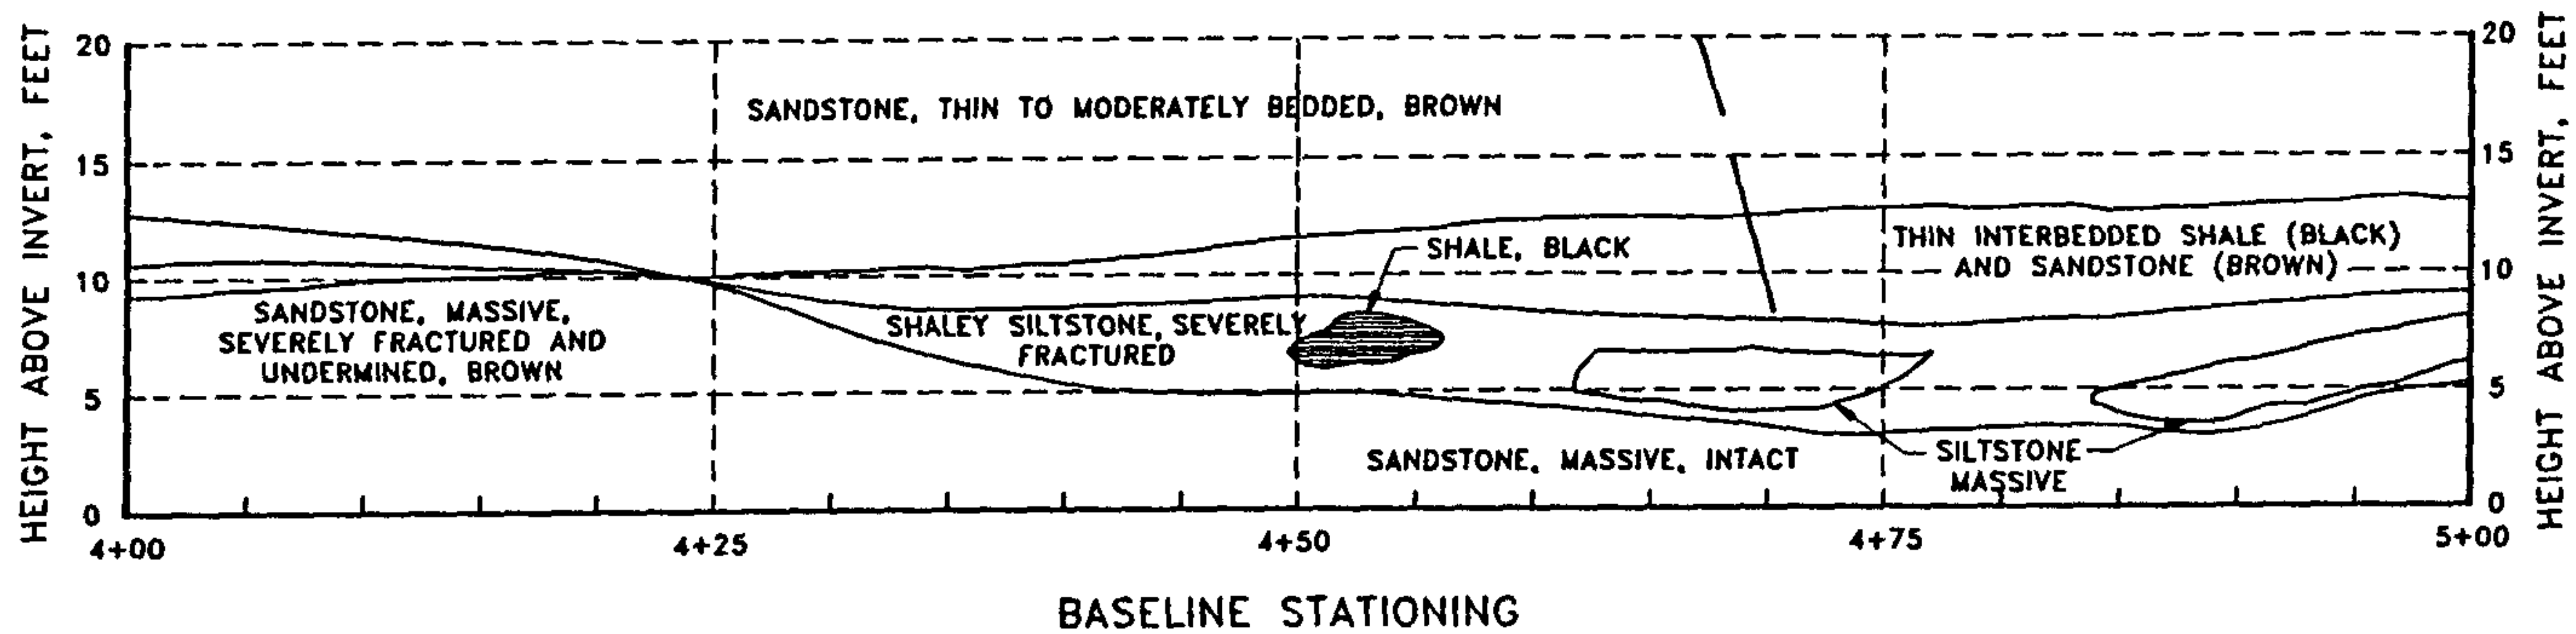 HEIGHT ABOVE INVERT, FEET
20
15
10
5
0
SANDSTONE, THIN TO MODERATELY BEDDED, BROWN
SHALE, BLACK
THIN INTERBEDDED SHALE (BLACK)
AND SANDSTONE (BROWN)
SANDSTONE, MASSIVE,
SEVERELY FRACTURED AND
UNDERMINED, BROWN
SHALEY SILTSTONE, SEVERELY
FRACTURED
SANDSTONE, MASSIVE, INTACT
SILTSTONE
MASSIVE
20
15
10
5
0
HEIGHT ABOVE INVERT, FEET
4+00
4+25
4+50
4+75
5+00
BASELINE STATIONING